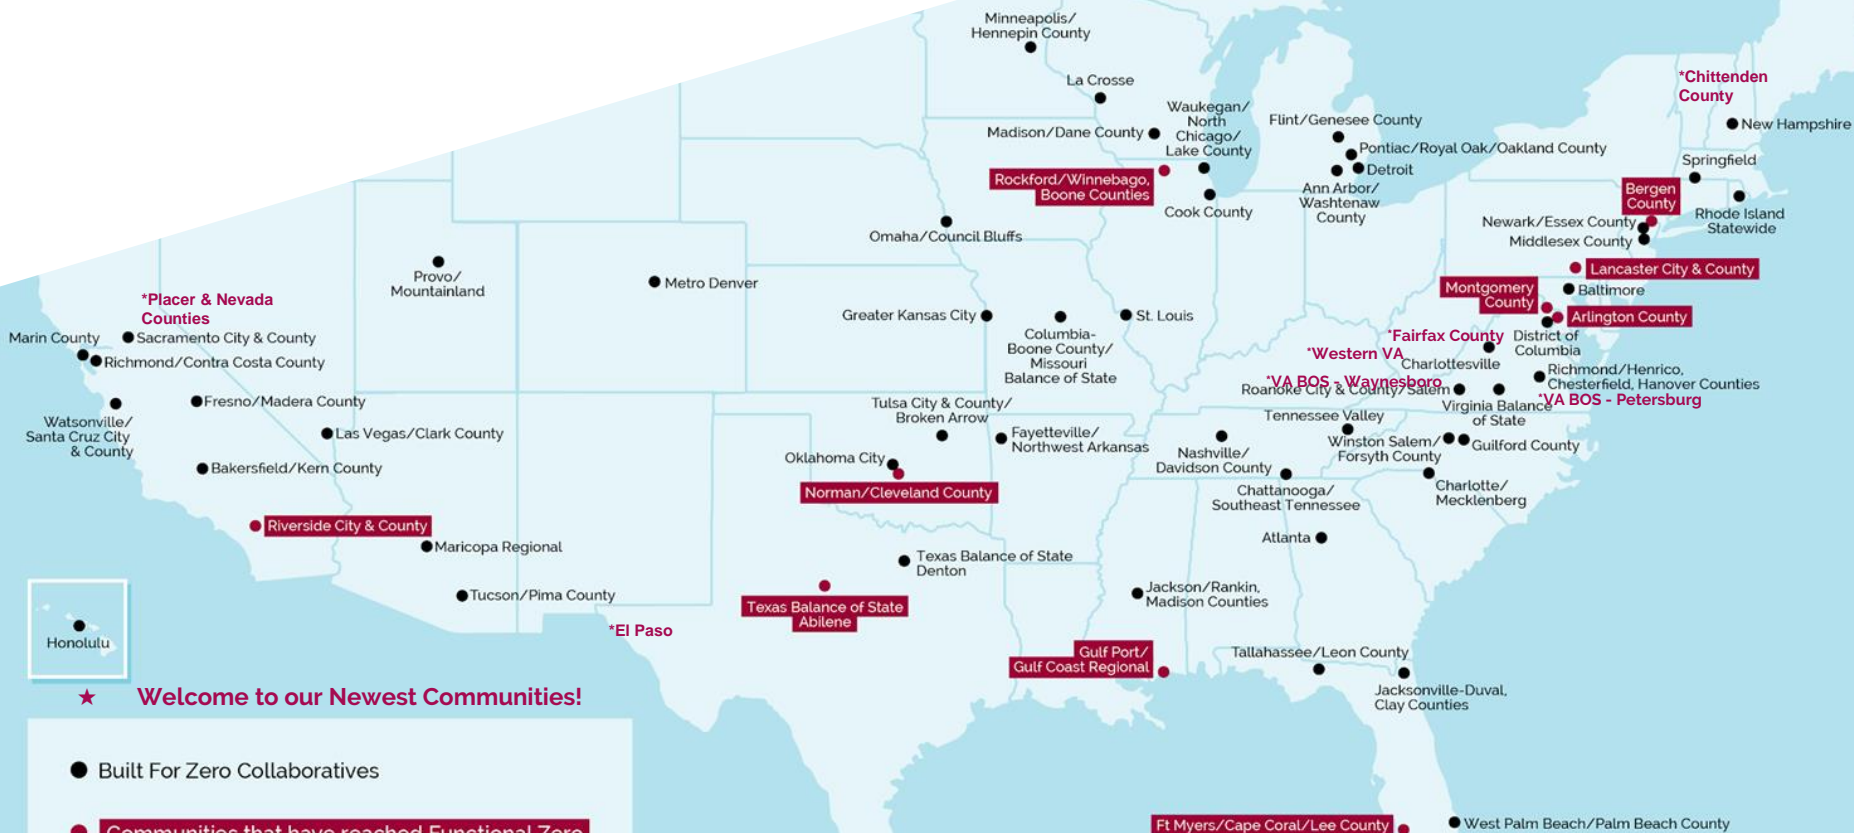 Minneapolis/
Hennepin County
La Crosse
Waukegan/
North
Chicago/
Lake County
Madison/Dane County
Rockford/Winnebago,
Boone Counties
Cook County
Flint/Genesee County
Pontiac/Royal Oak/Oakland County
Detroit
Ann Arbor/
Washtenaw
County
*Chittenden
County
New Hampshire
Springfield
Bergen
County
Rhode Island
Statewide
Newark/Essex County
Middlesex County
Lancaster City & County
Montgomery
County
Baltimore
Arlington County
District of
Columbia
*Fairfax County
*Western VA
Charlottesville
*VA BOS - Waynesboro
Roanoke City & County/Salem
Richmond/Henrico,
Chesterfield, Hanover Counties
*VA BOS - Petersburg
Virginia Balance
of State
Omaha/Council Bluffs
Provo/
Mountainland
Metro Denver
Greater Kansas City
Columbia-
Boone County/
Missouri
Balance of State
St. Louis
*Placer & Nevada
Counties
Marin County
Sacramento City & County
Richmond/Contra Costa County
Fresno/Madera County
Watsonville/
Santa Cruz City
& County
Las Vegas/Clark County
Bakersfield/Kern County
Riverside City & County
Maricopa Regional
Tucson/Pima County
Tulsa City & County/
Broken Arrow
Oklahoma City
Norman/Cleveland County
Fayetteville/
Northwest Arkansas
Tennessee Valley
Nashville/
Davidson County
Chattanooga/
Southeast Tennessee
Winston Salem/
Forsyth County
Guilford County
Charlotte/
Mecklenberg
Atlanta
Texas Balance of State
Denton
Texas Balance of State
Abilene
Jackson/Rankin,
Madison Counties
*El Paso
Gulf Port/
Gulf Coast Regional
Tallahassee/Leon County
Jacksonville-Duval,
Clay Counties
Honolulu
★ Welcome to our Newest Communities!
Built For Zero Collaboratives
Communities that have reached Functional Zero
Ft Myers/Cape Coral/Lee County
West Palm Beach/Palm Beach County